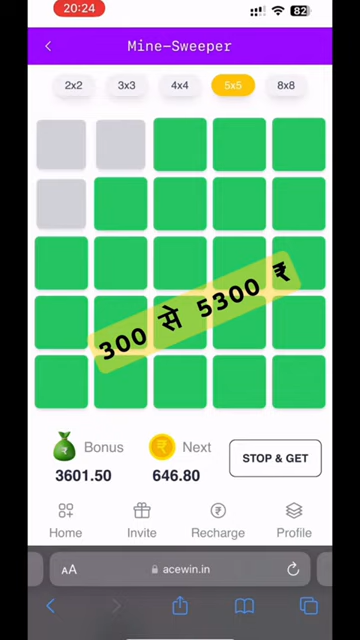 20:24
82
Mine-Sweeper
2x2
3x3
4x4
5x5
8x8
300 से 5300 ₹
Bonus
Next
STOP & GET
3601.50
646.80
Home
Invite
Recharge
Profile
AA
acewin.in